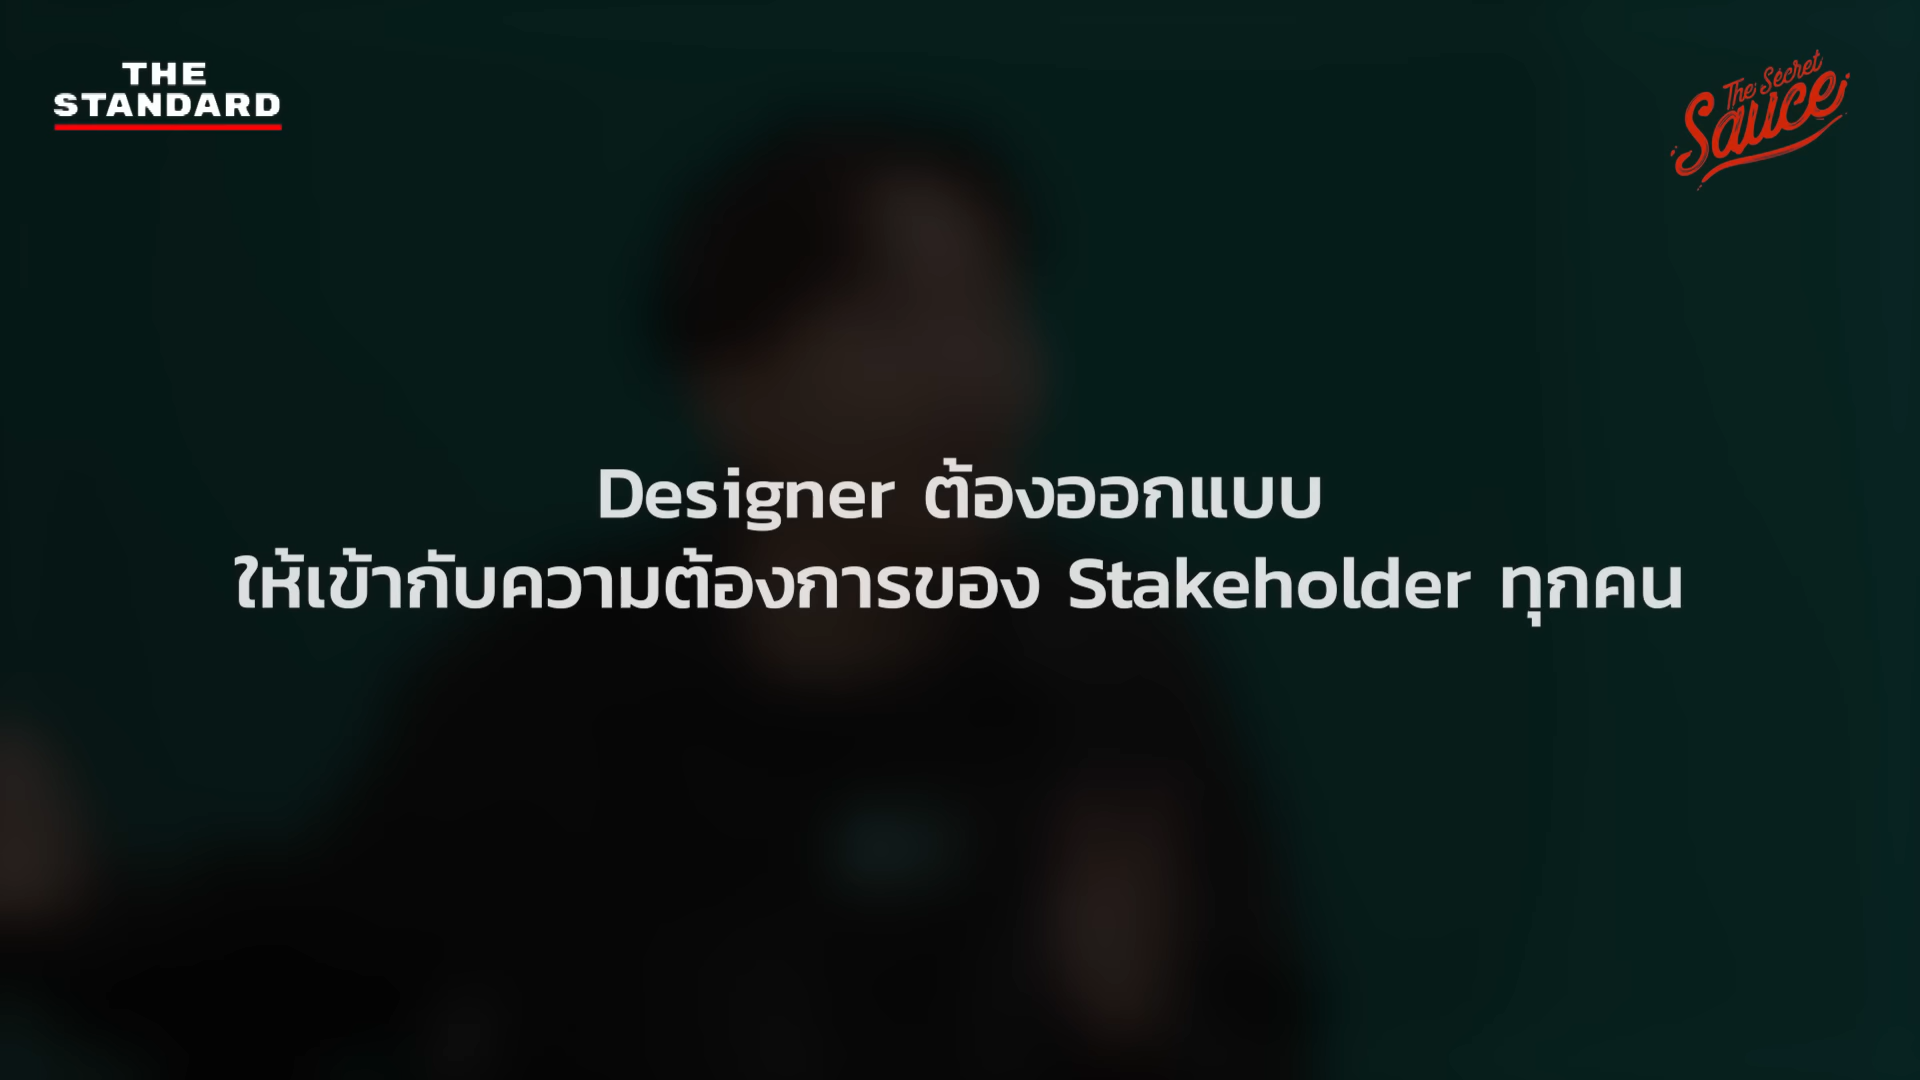 THE
STANDARD
The Secret
Sauce
Designer ต้องออกแบบ
ให้เข้ากับความต้องการของ Stakeholder ทุกคน